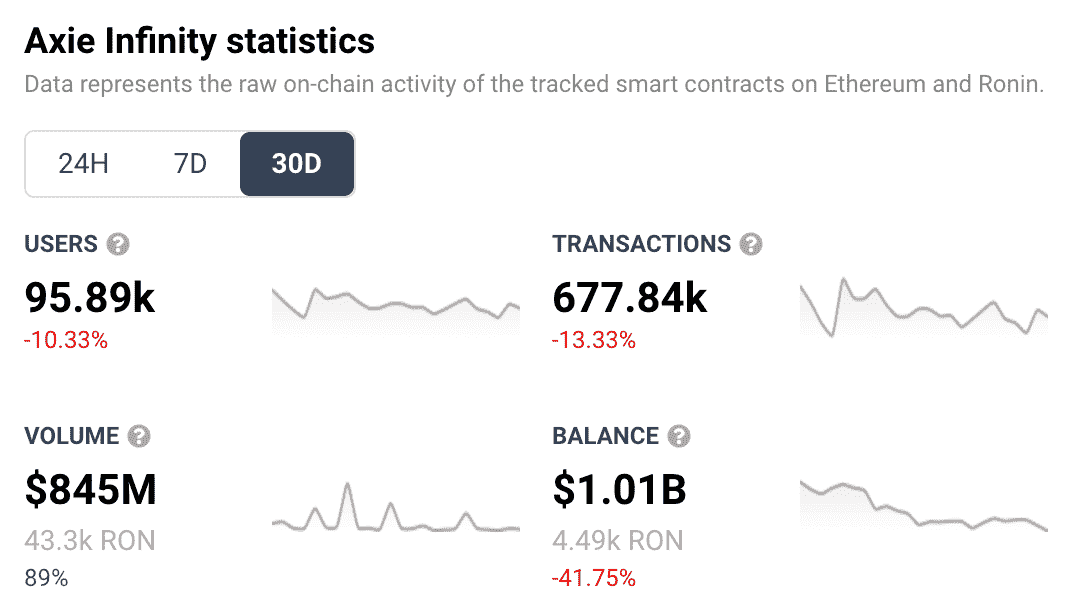 Axie Infinity statistics
Data represents the raw on-chain activity of the tracked smart contracts on Ethereum and Ronin.
24H 7D 30D
USERS ?
95.89k
-10.33%
TRANSACTIONS ?
677.84k
-13.33%
VOLUME ?
$845M
43.3k RON
89%
BALANCE ?
$1.01B
4.49k RON
-41.75%